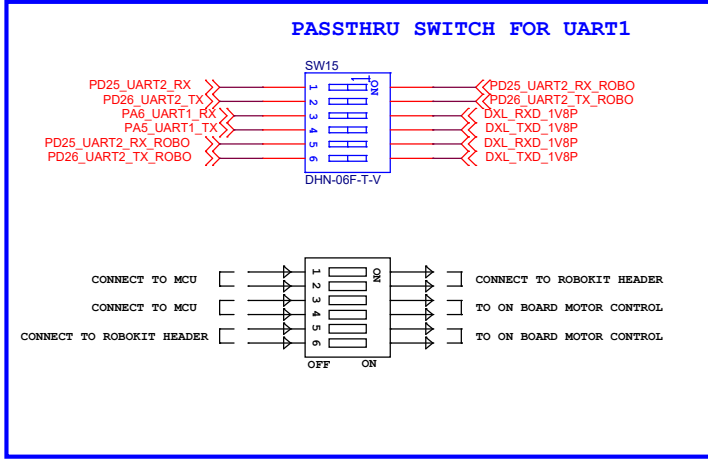 PASSTHRU SWITCH FOR UART1
SW15
PD25_UART2_RX 1 ON PD25_UART2_RX_ROBO
PD26_UART2_TX 2 PD26_UART2_TX_ROBO
PA6_UART1_RX 3 DXL_RXD_1V8P
PA5_UART1_TX 4 DXL_TXD_1V8P
PD25_UART2_RX_ROBO 5 DXL_RXD_1V8P
PD26_UART2_TX_ROBO 6 DXL_TXD_1V8P
DHN-06F-T-V
1 ON
CONNECT TO MCU CONNECT TO ROBOKIT HEADER
2
3
CONNECT TO MCU TO ON BOARD MOTOR CONTROL
4
5
CONNECT TO ROBOKIT HEADER TO ON BOARD MOTOR CONTROL
6
OFF ON